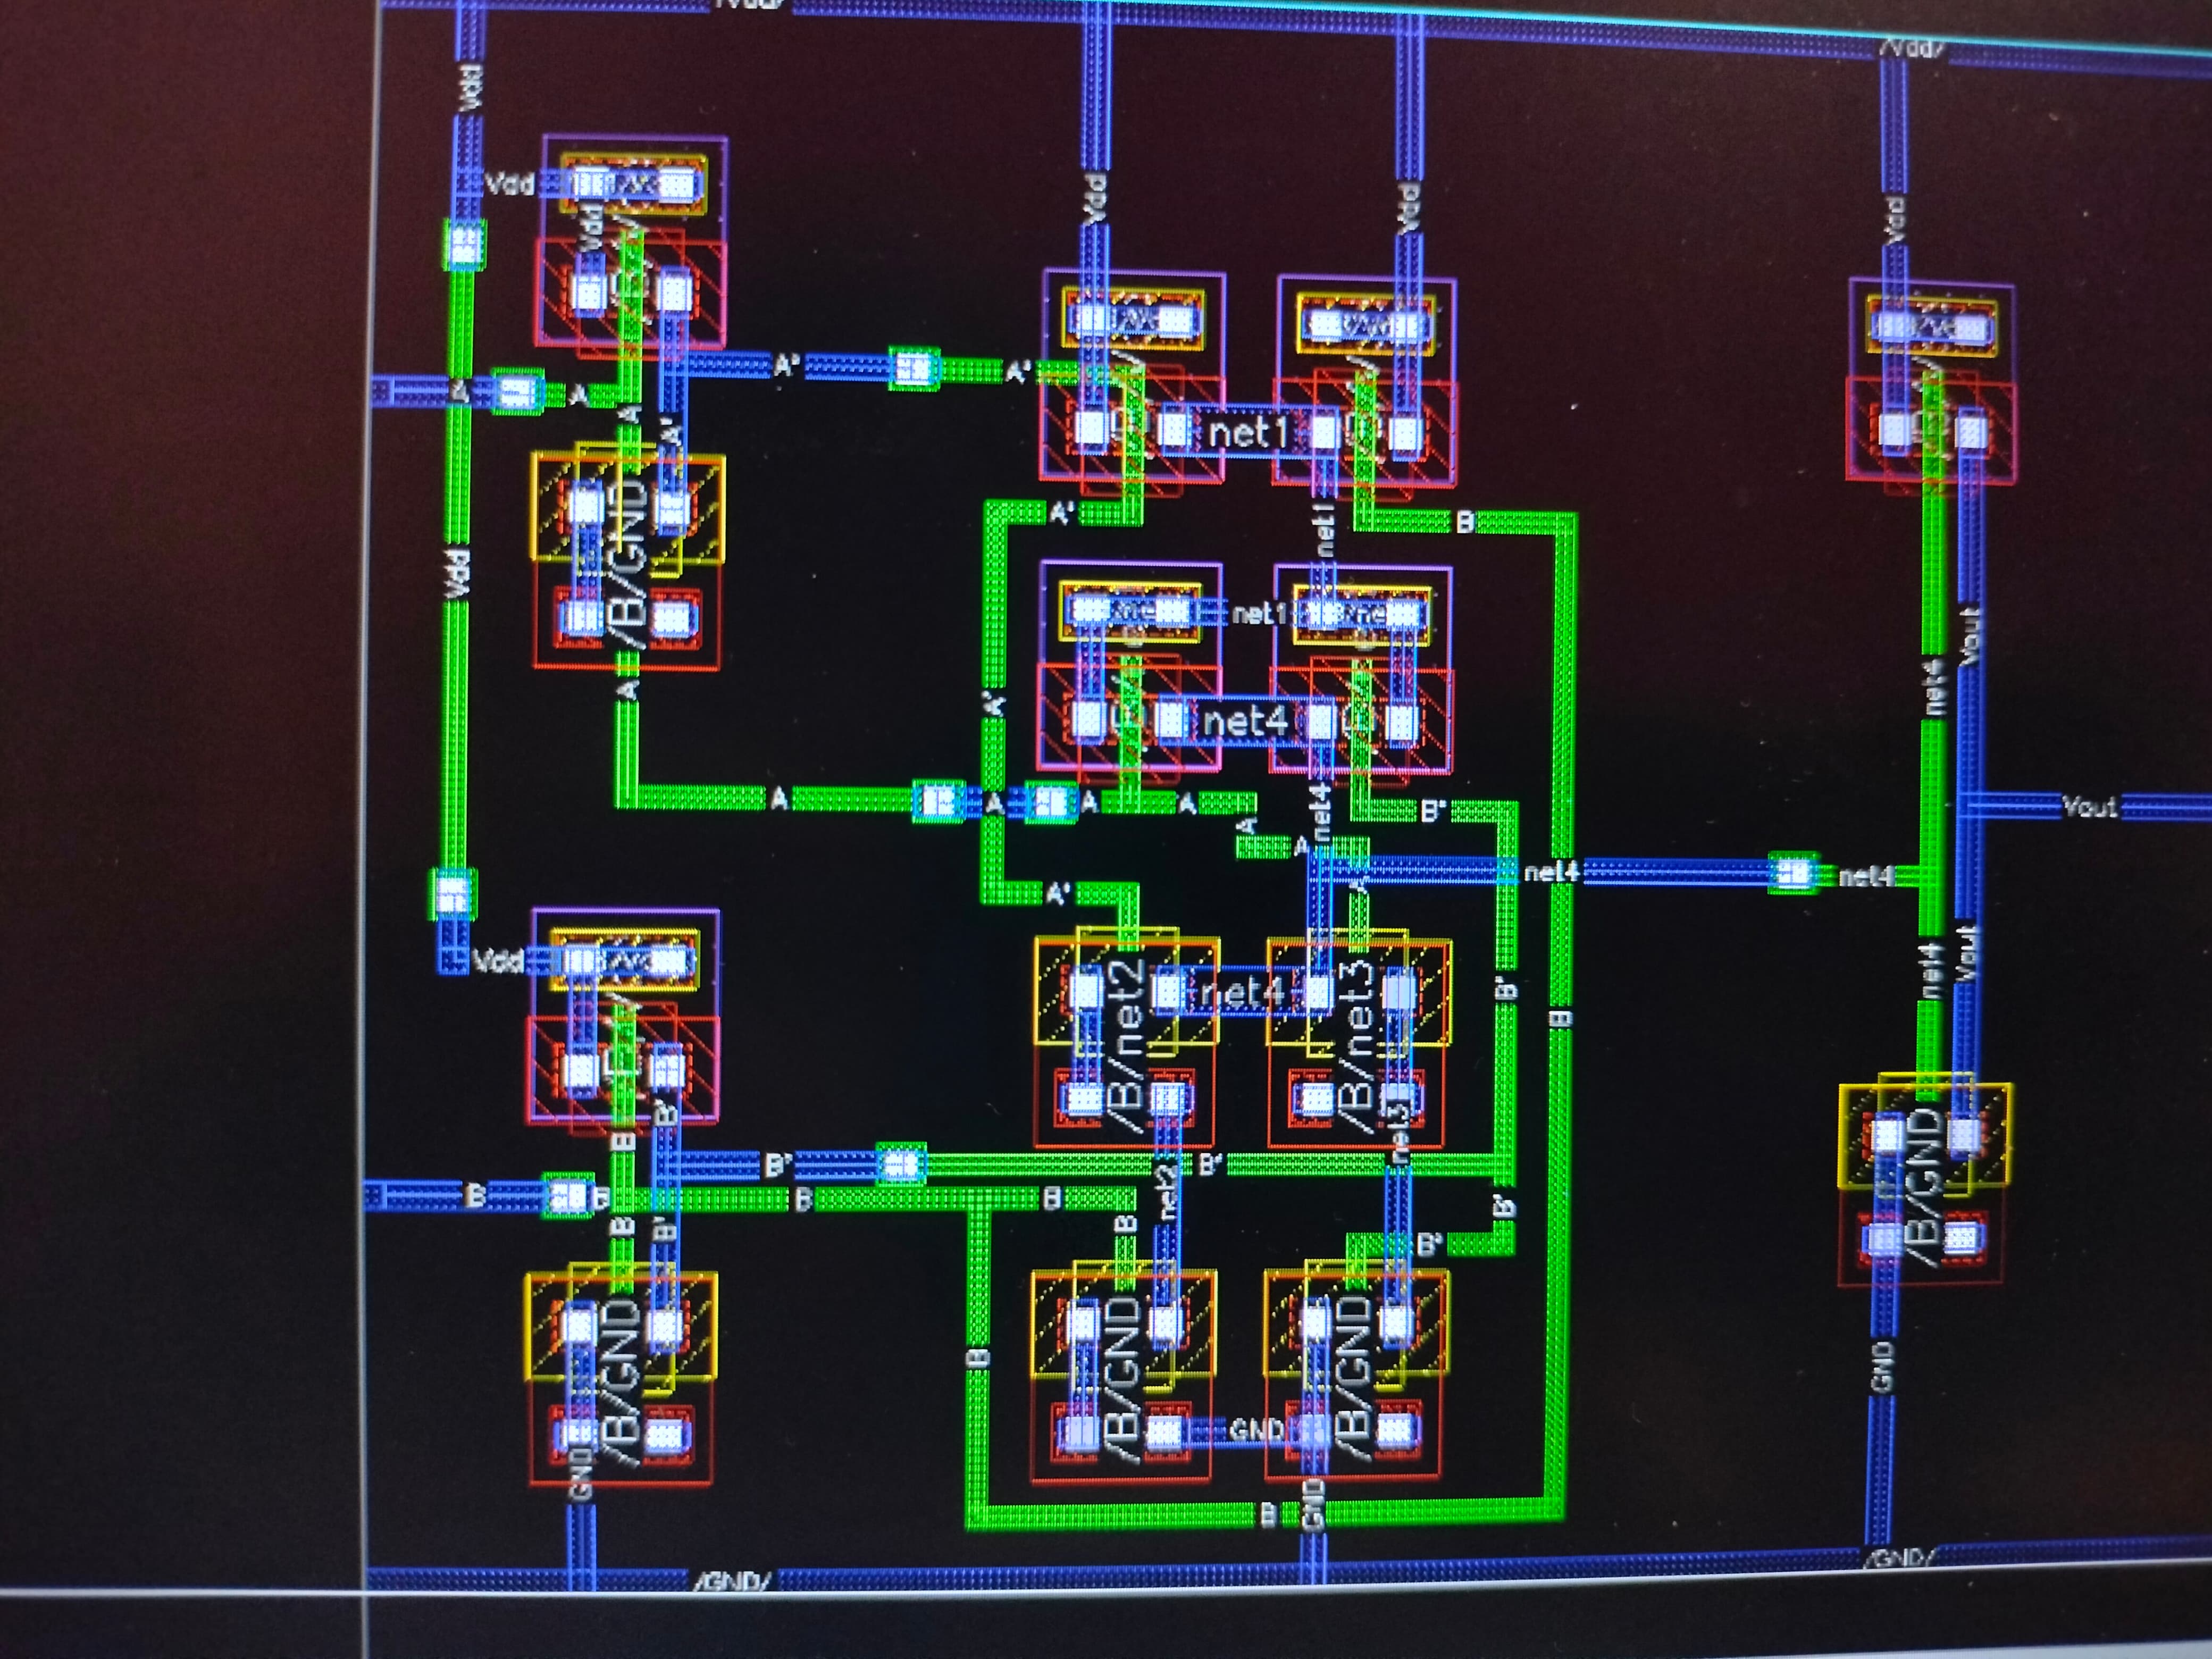 /Vdd/
/Vdd/
Vdd
Vdd
Vdd
Vdd
Vdd
Vdd
A'
A'
A
A
A
A'
net1
A'
B
net1
/B/GND
Vdd
net1
Vout
A
A'
net4
net4
A
A
A
A
net4
B'
Vout
A
A
net4
net4
A
A'
Vdd
/B/net2
net4
/B/net3
B'
B
net4
Vout
B'
B
net3
B'
B'
B
B
B
B
net2
B'
B
B
B'
B'
/B/GND
/B/GND
/B/GND
/B/GND
B
GND
GND
GND
B
GND
/GND/
/GND/